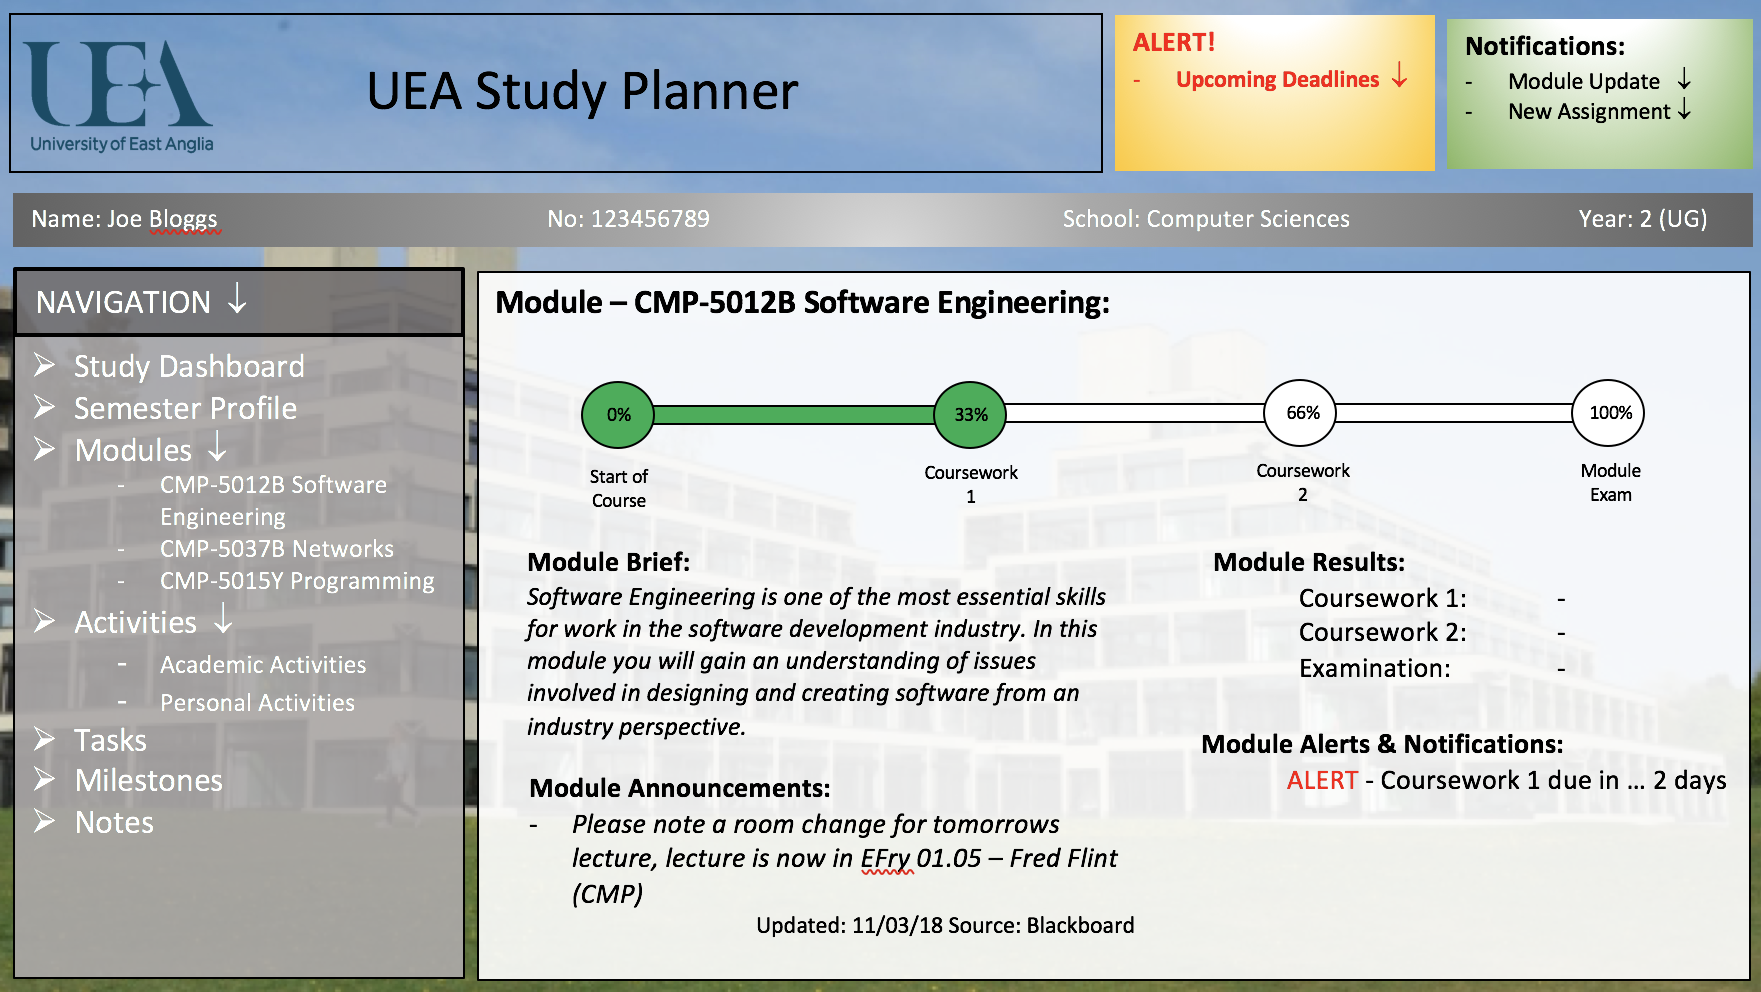 UEA
University of East Anglia
UEA Study Planner
ALERT!
- Upcoming Deadlines ↓
Notifications:
- Module Update ↓
- New Assignment ↓
Name: Joe Bloggs No: 123456789 School: Computer Sciences Year: 2 (UG)
NAVIGATION ↓
➢ Study Dashboard
➢ Semester Profile
➢ Modules ↓
- CMP-5012B Software
Engineering
- CMP-5037B Networks
- CMP-5015Y Programming
➢ Activities ↓
- Academic Activities
- Personal Activities
➢ Tasks
➢ Milestones
➢ Notes
Module – CMP-5012B Software Engineering:
0% 33% 66% 100%
Start of
Course
Coursework
1
Coursework
2
Module
Exam
Module Brief:
Software Engineering is one of the most essential skills
for work in the software development industry. In this
module you will gain an understanding of issues
involved in designing and creating software from an
industry perspective.
Module Announcements:
- Please note a room change for tomorrows
lecture, lecture is now in EFry 01.05 – Fred Flint
(CMP)
Updated: 11/03/18 Source: Blackboard
Module Results:
Coursework 1: -
Coursework 2: -
Examination: -
Module Alerts & Notifications:
ALERT - Coursework 1 due in … 2 days